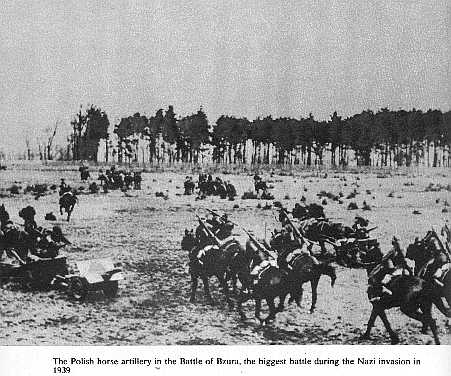 The Polish horse artillery in the Battle of Bzura, the biggest battle during the Nazi invasion in
1939